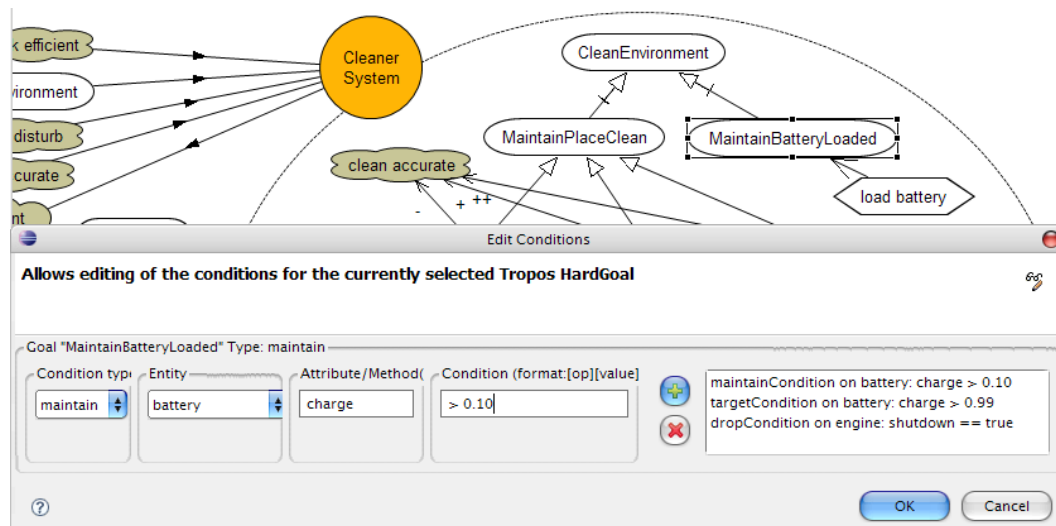 k efficient
Cleaner
System
CleanEnvironment
vironment
disturb
MaintainPlaceClean
MaintainBatteryLoaded
clean accurate
curate
load battery
nt
- + ++
Edit Conditions
Allows editing of the conditions for the currently selected Tropos HardGoal
Goal "MaintainBatteryLoaded" Type: maintain
Condition type Entity Attribute/Method( Condition (format:[op][value]
maintain battery charge > 0.10
maintainCondition on battery: charge > 0.10
targetCondition on battery: charge > 0.99
dropCondition on engine: shutdown == true
? OK Cancel